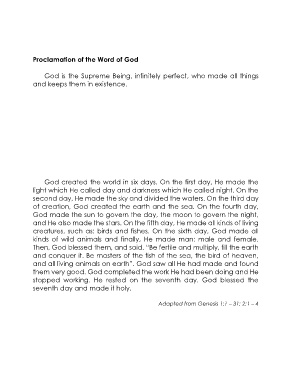 Proclamation of the Word of God
God is the Supreme Being, infinitely perfect, who made all things
and keeps them in existence.
God created the world in six days. On the first day, He made the
light which He called day and darkness which He called night. On the
second day, He made the sky and divided the waters. On the third day
of creation, God created the earth and the sea. On the fourth day,
God made the sun to govern the day, the moon to govern the night,
and He also made the stars. On the fifth day, He made all kinds of living
creatures, such as; birds and fishes. On the sixth day, God made all
kinds of wild animals and finally, He made man: male and female.
Then, God blessed them, and said, "Be fertile and multiply, fill the earth
and conquer it. Be masters of the fish of the sea, the bird of heaven,
and all living animals on earth". God saw all He had made and found
them very good. God completed the work He had been doing and He
stopped working. He rested on the seventh day. God blessed the
seventh day and made it holy.
Adapted from Genesis 1:1 – 31; 2:1 – 4